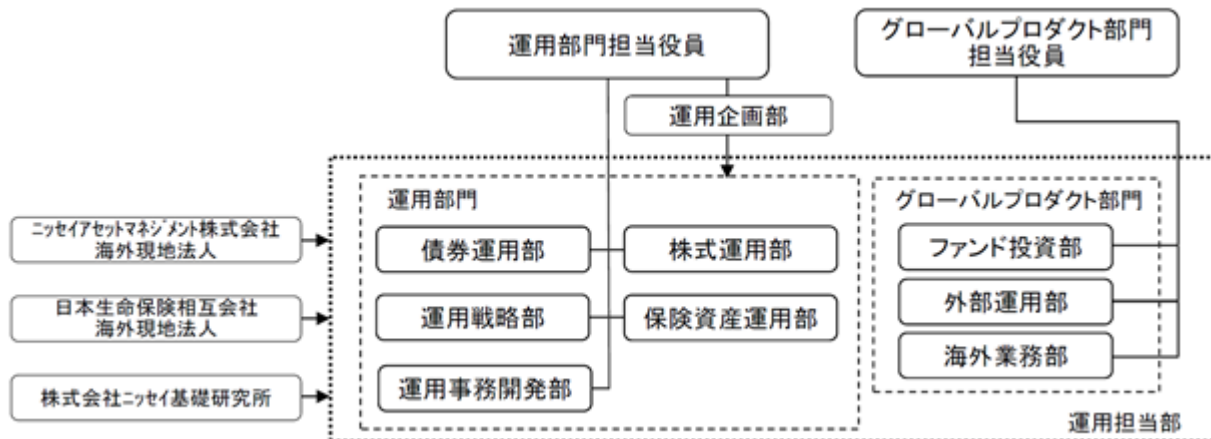 運用部門担当役員
グローバルプロダクト部門
担当役員
運用企画部
運用部門
グローバルプロダクト部門
ニッセイアセットマネジメント株式会社
海外現地法人
債券運用部
株式運用部
ファンド投資部
日本生命保険相互会社
海外現地法人
運用戦略部
保険資産運用部
外部運用部
海外業務部
株式会社ニッセイ基礎研究所
運用事務開発部
運用担当部